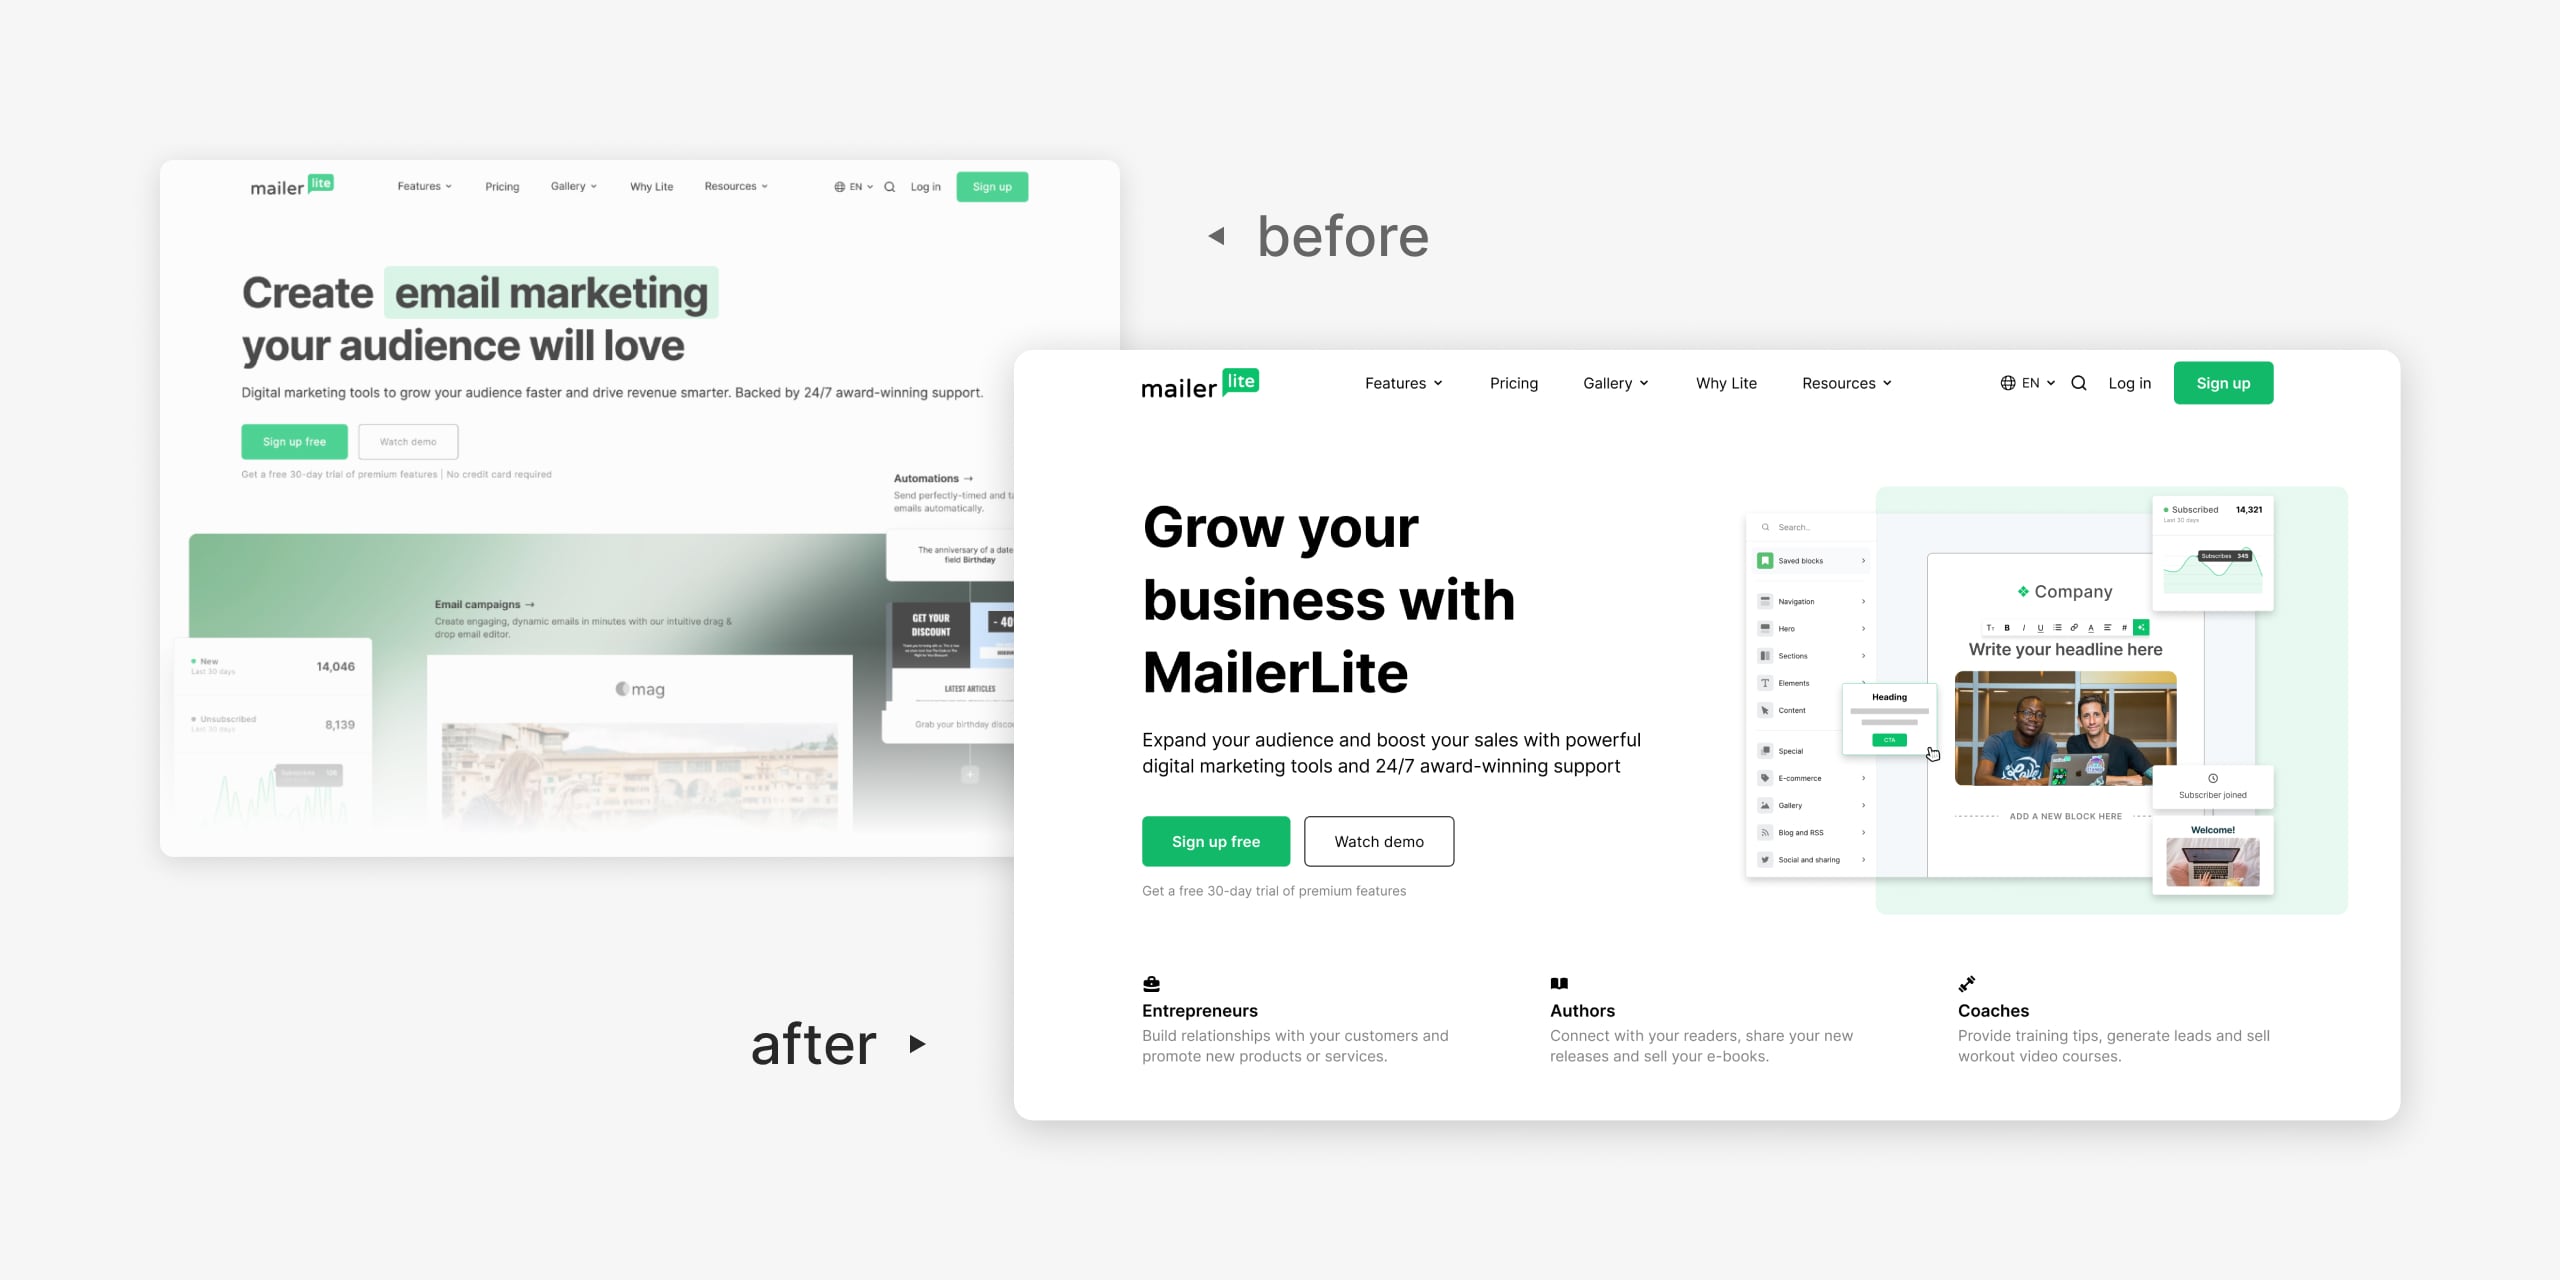 mailer lite
Features
Pricing
Gallery
Why Lite
Resources
EN
Log in
Sign up
Create email marketing
your audience will love
Digital marketing tools to grow your audience faster and drive revenue smarter. Backed by 24/7 award-winning support.
Sign up free
Watch demo
Get a free 30-day trial of premium features | No credit card required
Automations →
Send perfectly-timed and
emails automatically.
The anniversary of a date
field Birthday
Email campaigns →
Create engaging, dynamic emails in minutes with our intuitive drag &
drop email editor.
GET YOUR
DISCOUNT
- 40
LATEST ARTICLES
Grab your birthday
New
Last 30 days
14,046
Unsubscribed
Last 30 days
8,139
Subscribes 126
mag
before
after
mailer lite
Features
Pricing
Gallery
Why Lite
Resources
EN
Log in
Sign up
Grow your
business with
MailerLite
Expand your audience and boost your sales with powerful
digital marketing tools and 24/7 award-winning support
Sign up free
Watch demo
Get a free 30-day trial of premium features
Search..
Saved blocks
Navigation
Hero
Sections
Elements
Content
Special
E-commerce
Gallery
Blog and RSS
Social and sharing
Heading
CTA
Company
Write your headline here
ADD A NEW BLOCK HERE
Subscribed
14,321
Last 30 days
Subscribes 345
Subscriber joined
Welcome!
Entrepreneurs
Build relationships with your customers and
promote new products or services.
Authors
Connect with your readers, share your new
releases and sell your e-books.
Coaches
Provide training tips, generate leads and sell
workout video courses.